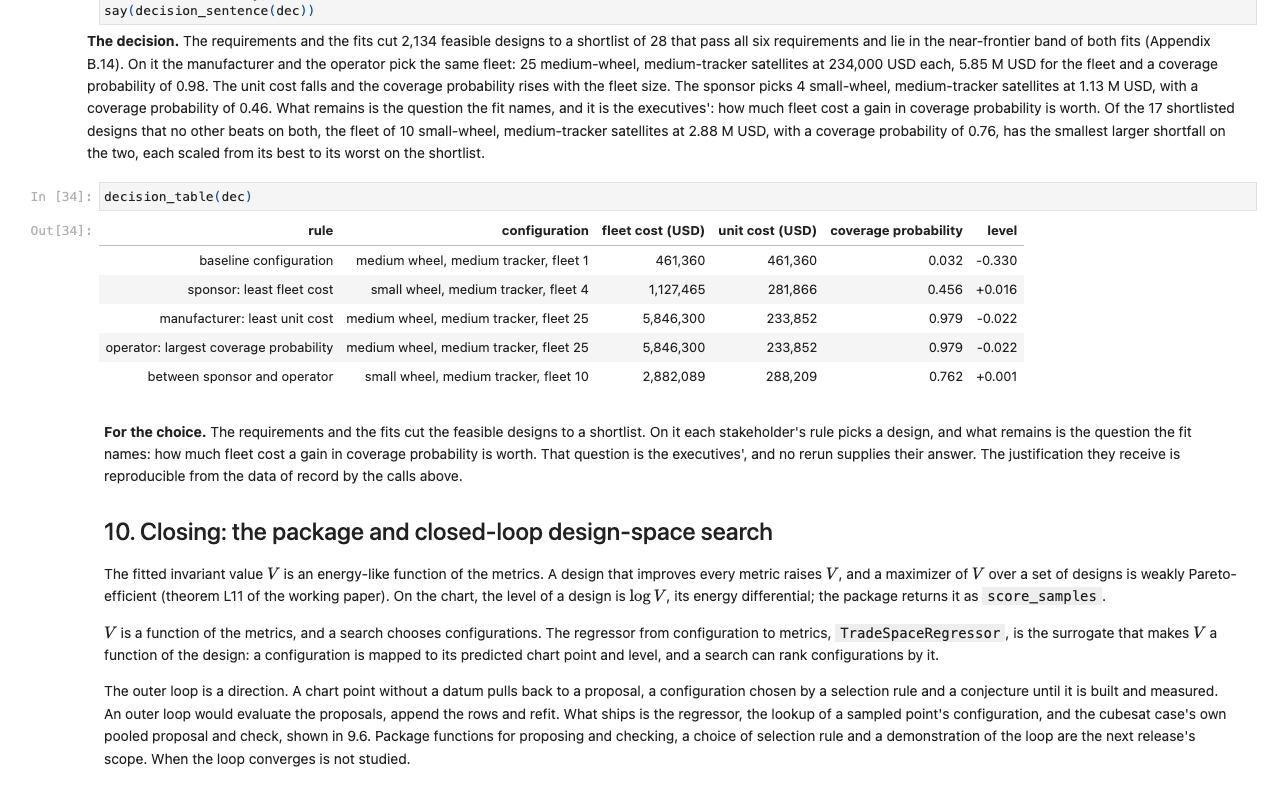 say(decision_sentence(dec))
The decision. The requirements and the fits cut 2,134 feasible designs to a shortlist of 28 that pass all six requirements and lie in the near-frontier band of both fits (Appendix
B.14). On it the manufacturer and the operator pick the same fleet: 25 medium-wheel, medium-tracker satellites at 234,000 USD each, 5.85 M USD for the fleet and a coverage
probability of 0.98. The unit cost falls and the coverage probability rises with the fleet size. The sponsor picks 4 small-wheel, medium-tracker satellites at 1.13 M USD, with a
coverage probability of 0.46. What remains is the question the fit names, and it is the executives': how much fleet cost a gain in coverage probability is worth. Of the 17 shortlisted
designs that no other beats on both, the fleet of 10 small-wheel, medium-tracker satellites at 2.88 M USD, with a coverage probability of 0.76, has the smallest larger shortfall on
the two, each scaled from its best to its worst on the shortlist.
In [34]: decision_table(dec)
Out[34]: rule configuration fleet cost (USD) unit cost (USD) coverage probability level
baseline configuration medium wheel, medium tracker, fleet 1 461,360 461,360 0.032 -0.330
sponsor: least fleet cost small wheel, medium tracker, fleet 4 1,127,465 281,866 0.456 +0.016
manufacturer: least unit cost medium wheel, medium tracker, fleet 25 5,846,300 233,852 0.979 -0.022
operator: largest coverage probability medium wheel, medium tracker, fleet 25 5,846,300 233,852 0.979 -0.022
between sponsor and operator small wheel, medium tracker, fleet 10 2,882,089 288,209 0.762 +0.001
For the choice. The requirements and the fits cut the feasible designs to a shortlist. On it each stakeholder's rule picks a design, and what remains is the question the fit
names: how much fleet cost a gain in coverage probability is worth. That question is the executives', and no rerun supplies their answer. The justification they receive is
reproducible from the data of record by the calls above.
10. Closing: the package and closed-loop design-space search
The fitted invariant value V is an energy-like function of the metrics. A design that improves every metric raises V, and a maximizer of V over a set of designs is weakly Pareto-
efficient (theorem L11 of the working paper). On the chart, the level of a design is log V, its energy differential; the package returns it as score_samples.
V is a function of the metrics, and a search chooses configurations. The regressor from configuration to metrics, TradeSpaceRegressor, is the surrogate that makes V a
function of the design: a configuration is mapped to its predicted chart point and level, and a search can rank configurations by it.
The outer loop is a direction. A chart point without a datum pulls back to a proposal, a configuration chosen by a selection rule and a conjecture until it is built and measured.
An outer loop would evaluate the proposals, append the rows and refit. What ships is the regressor, the lookup of a sampled point's configuration, and the cubesat case's own
pooled proposal and check, shown in 9.6. Package functions for proposing and checking, a choice of selection rule and a demonstration of the loop are the next release's
scope. When the loop converges is not studied.